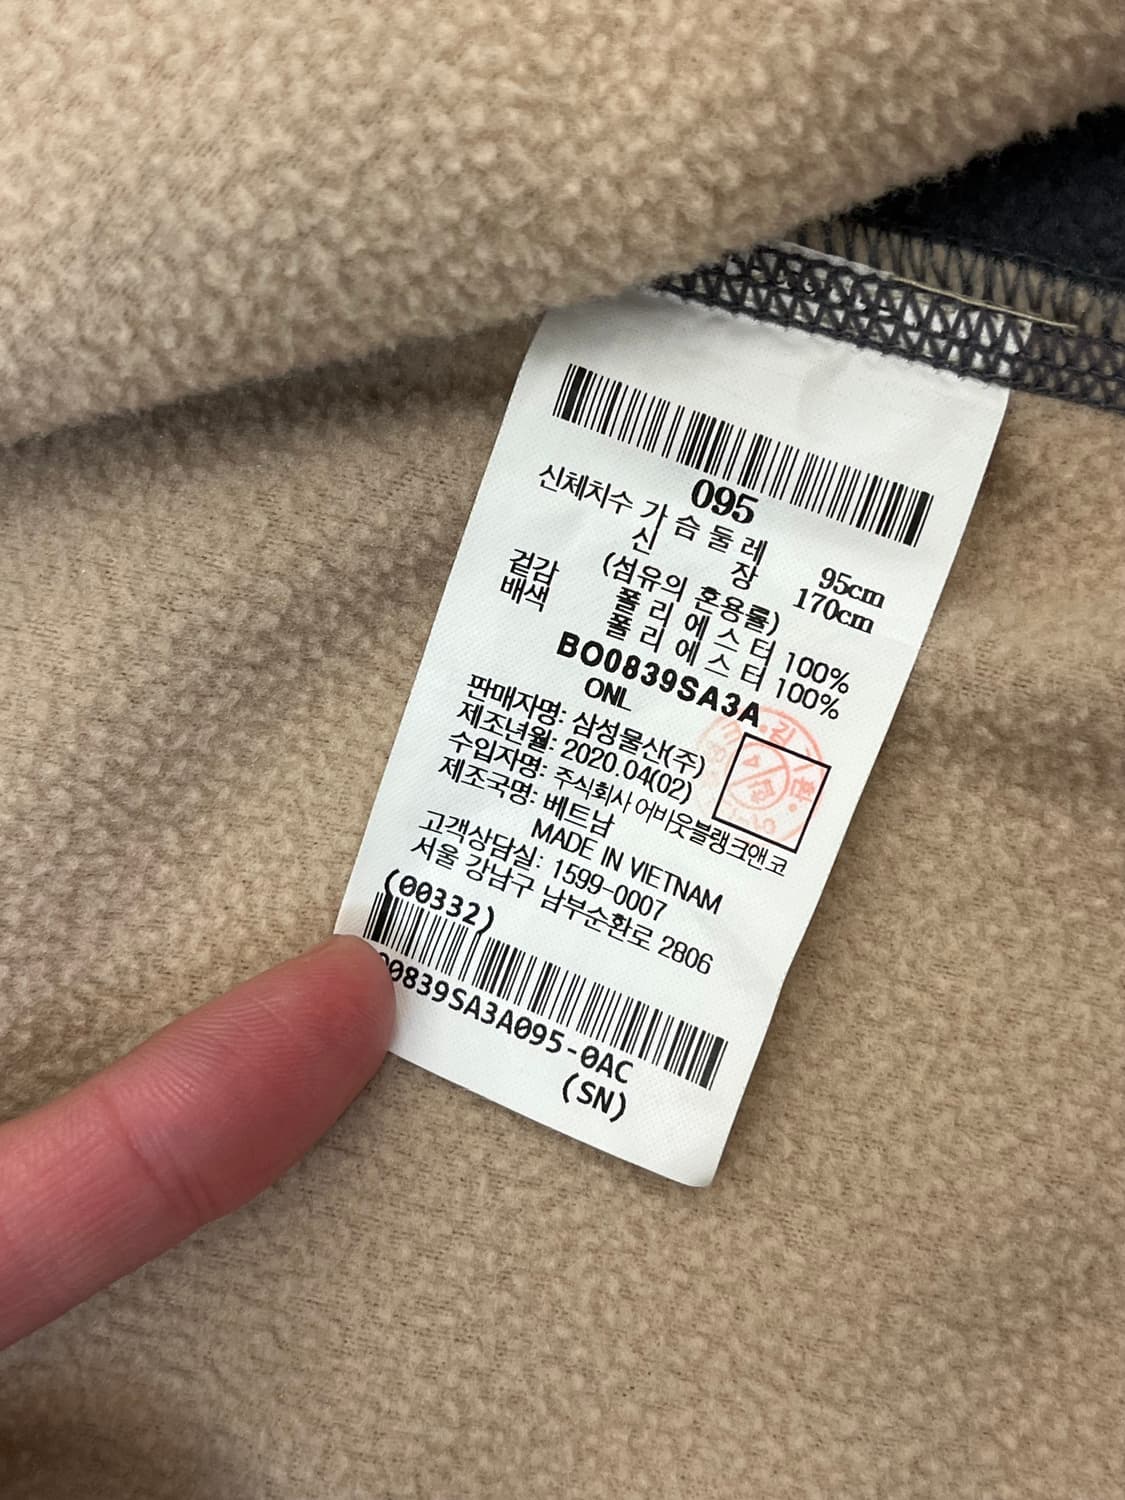 095
신체치수 가슴둘레 95cm
신 장 170cm
(섬유의 혼용률)
겉감 폴리에스터 100%
배색 폴리에스터 100%
BO0839SA3A
ONL
판매자명: 삼성물산(주)
제조년월: 2020.04(02)
수입자명: 주식회사 어바웃블랭크앤코
제조국명: 베트남
MADE IN VIETNAM
고객상담실: 1599-0007
서울 강남구 남부순환로 2806
(00332)
0839SA3A095-0AC
(SN)